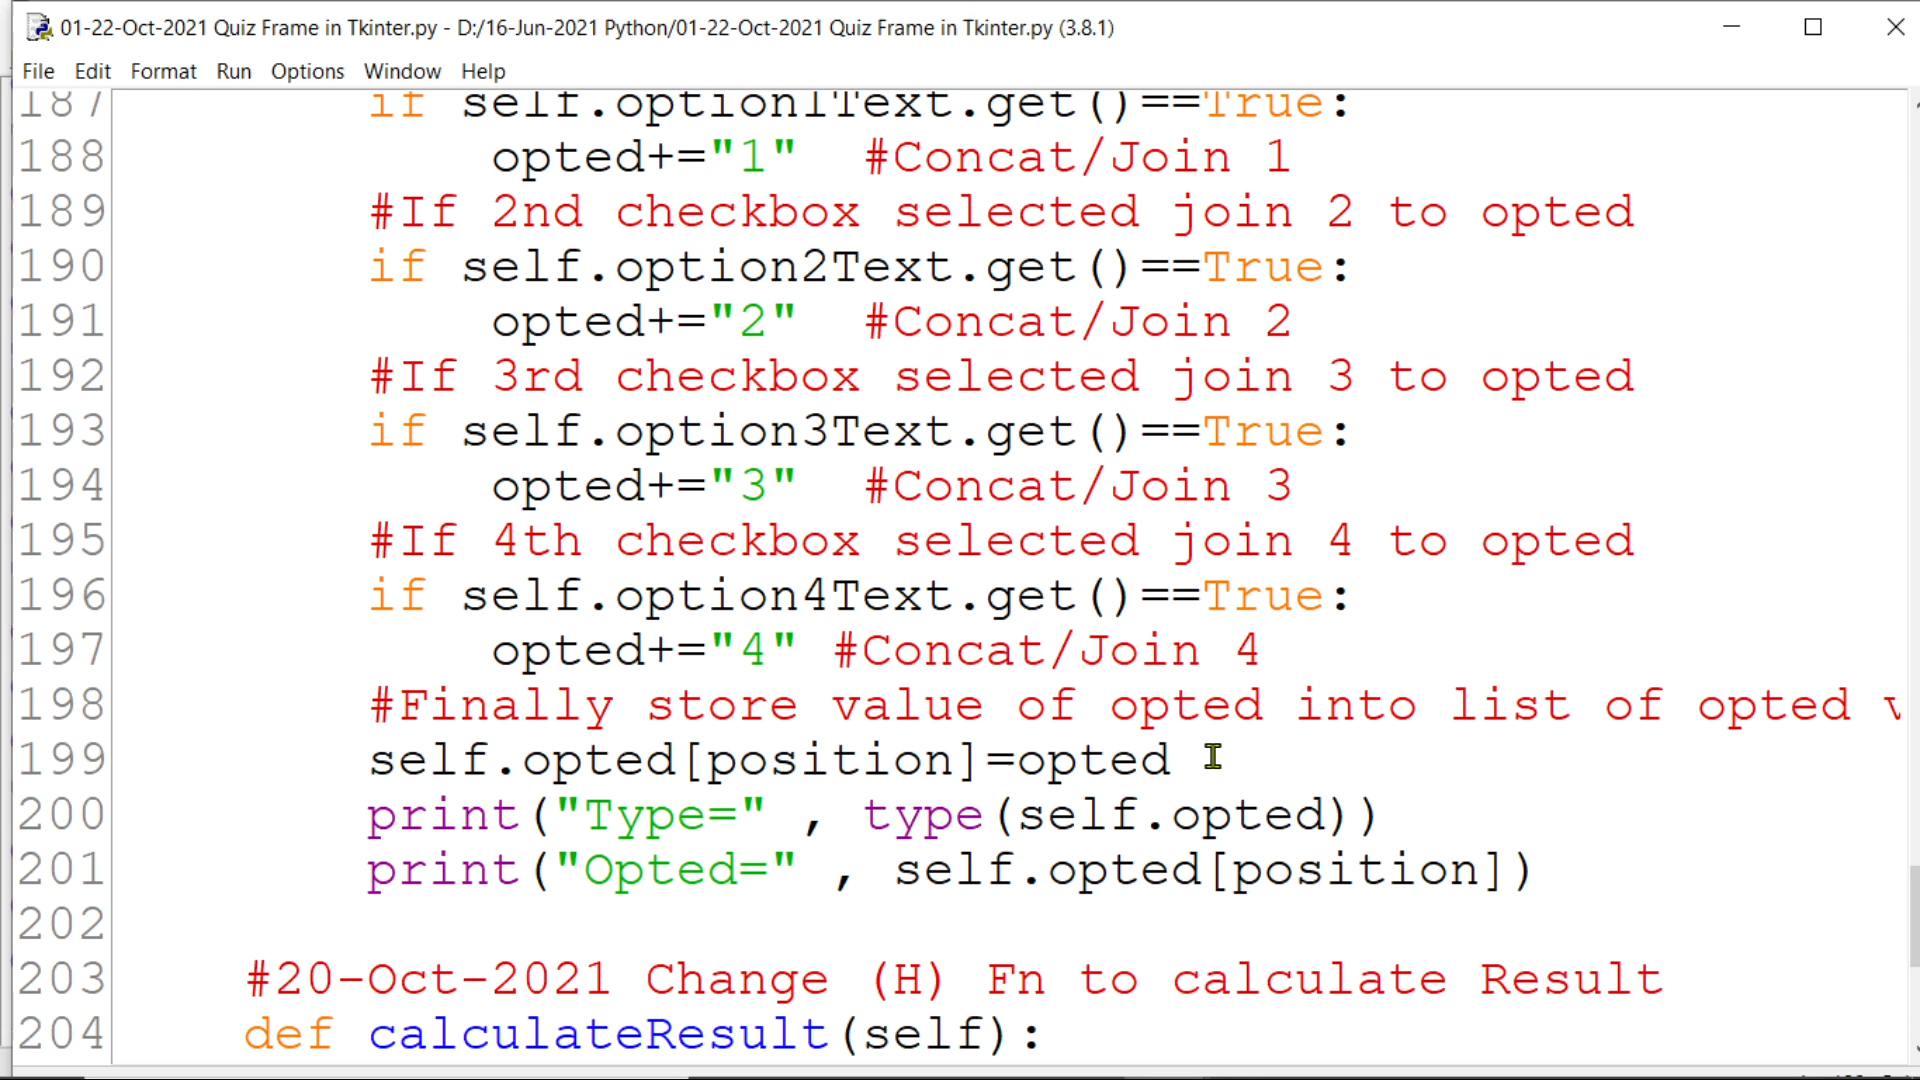 01-22-Oct-2021 Quiz Frame in Tkinter.py - D:/16-Jun-2021 Python/01-22-Oct-2021 Quiz Frame in Tkinter.py (3.8.1)
File Edit Format Run Options Window Help
187 if self.option1Text.get()==True:
188 opted+="1" #Concat/Join 1
189 #If 2nd checkbox selected join 2 to opted
190 if self.option2Text.get()==True:
191 opted+="2" #Concat/Join 2
192 #If 3rd checkbox selected join 3 to opted
193 if self.option3Text.get()==True:
194 opted+="3" #Concat/Join 3
195 #If 4th checkbox selected join 4 to opted
196 if self.option4Text.get()==True:
197 opted+="4" #Concat/Join 4
198 #Finally store value of opted into list of opted
199 self.opted[position]=opted
200 print("Type=" , type(self.opted))
201 print("Opted=" , self.opted[position])
202
203 #20-Oct-2021 Change (H) Fn to calculate Result
204 def calculateResult(self):